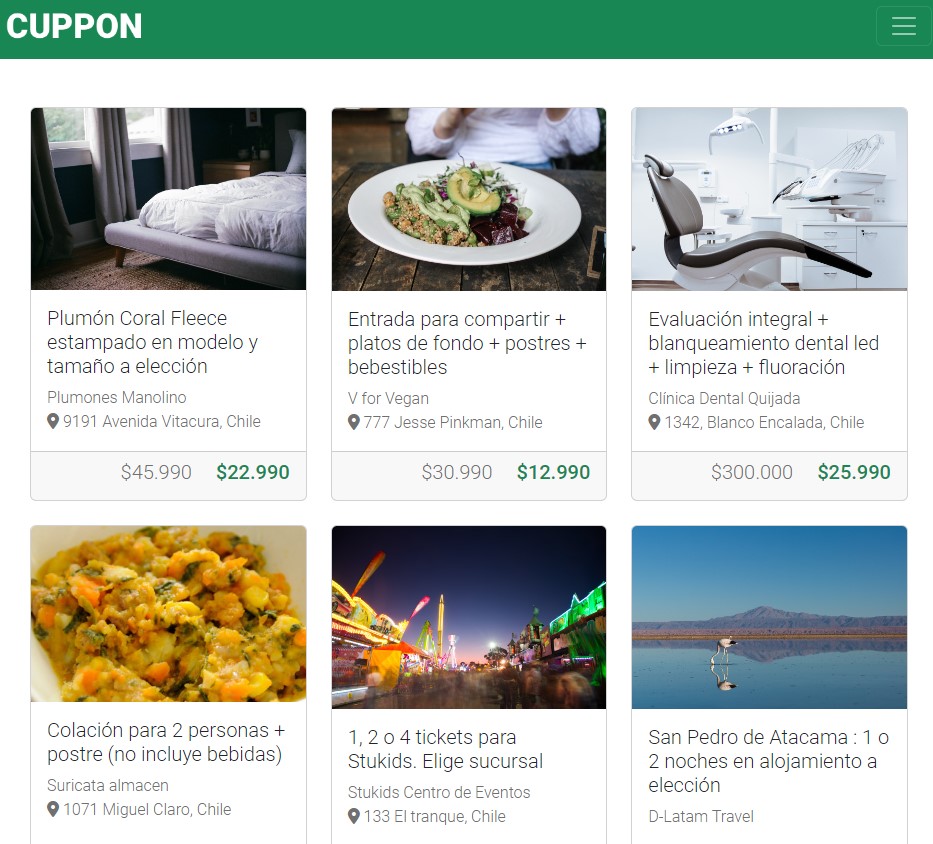 CUPPON
Plumón Coral Fleece
estampado en modelo y
tamaño a elección
Plumones Manolino
9191 Avenida Vitacura, Chile
$45.990 $22.990
Entrada para compartir +
platos de fondo + postres +
bebestibles
V for Vegan
777 Jesse Pinkman, Chile
$30.990 $12.990
Evaluación integral +
blanqueamiento dental led
+ limpieza + fluoración
Clínica Dental Quijada
1342, Blanco Encalada, Chile
$300.000 $25.990
Colación para 2 personas +
postre (no incluye bebidas)
Suricata almacen
1071 Miguel Claro, Chile
1, 2 o 4 tickets para
Stukids. Elige sucursal
Stukids Centro de Eventos
133 El tranque, Chile
San Pedro de Atacama : 1 o
2 noches en alojamiento a
elección
D-Latam Travel